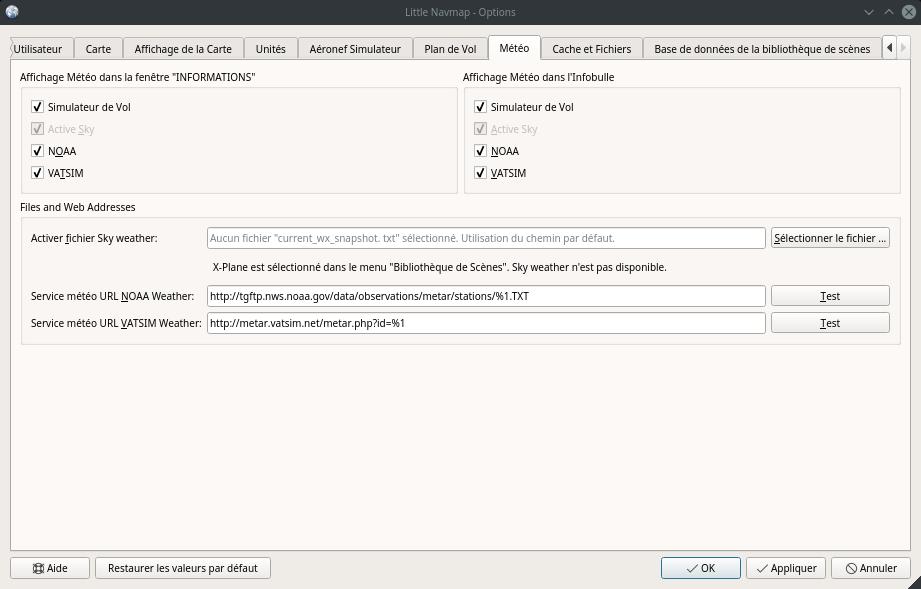 Little Navmap - Options
Utilisateur Carte Affichage de la Carte Unités Aéronef Simulateur Plan de Vol Météo Cache et Fichiers Base de données de la bibliothèque de scènes
Affichage Météo dans la fenêtre "INFORMATIONS" Affichage Météo dans l'Infobulle
Simulateur de Vol Simulateur de Vol
Active Sky Active Sky
NOAA NOAA
VATSIM VATSIM
Files and Web Addresses
Activer fichier Sky weather: Aucun fichier "current_wx_snapshot. txt" sélectionné. Utilisation du chemin par défaut. Sélectionner le fichier ...
X-Plane est sélectionné dans le menu "Bibliothèque de Scènes". Sky weather n'est pas disponible.
Service météo URL NOAA Weather: http://tgftp.nws.noaa.gov/data/observations/metar/stations/%1.TXT Test
Service météo URL VATSIM Weather: http://metar.vatsim.net/metar.php?id=%1 Test
Aide Restaurer les valeurs par défaut OK Appliquer Annuler